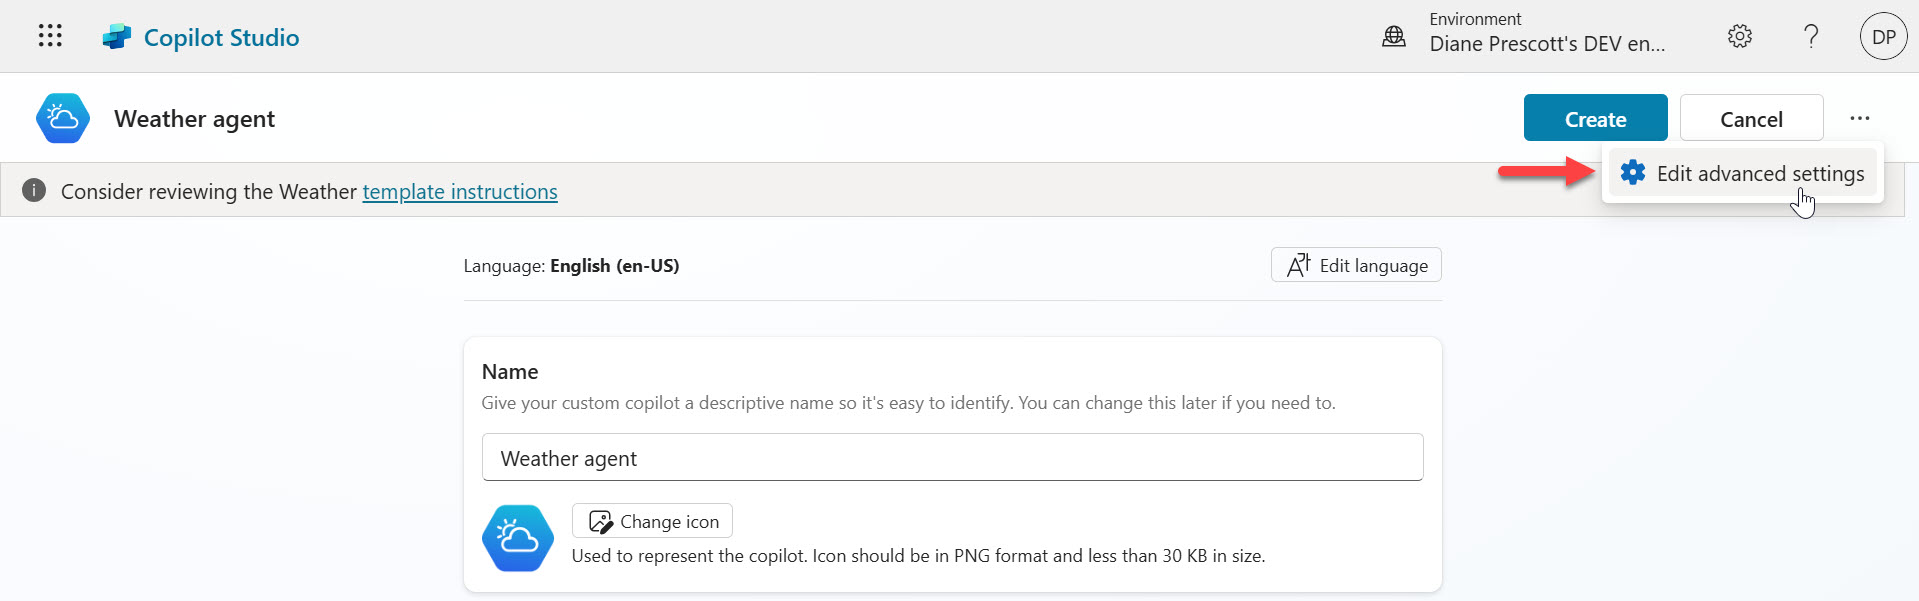 Copilot Studio
Environment
Diane Prescott's DEV en...
DP
Weather agent
Create
Cancel
Edit advanced settings
Consider reviewing the Weather template instructions
Language: English (en-US)
Edit language
Name
Give your custom copilot a descriptive name so it's easy to identify. You can change this later if you need to.
Weather agent
Change icon
Used to represent the copilot. Icon should be in PNG format and less than 30 KB in size.